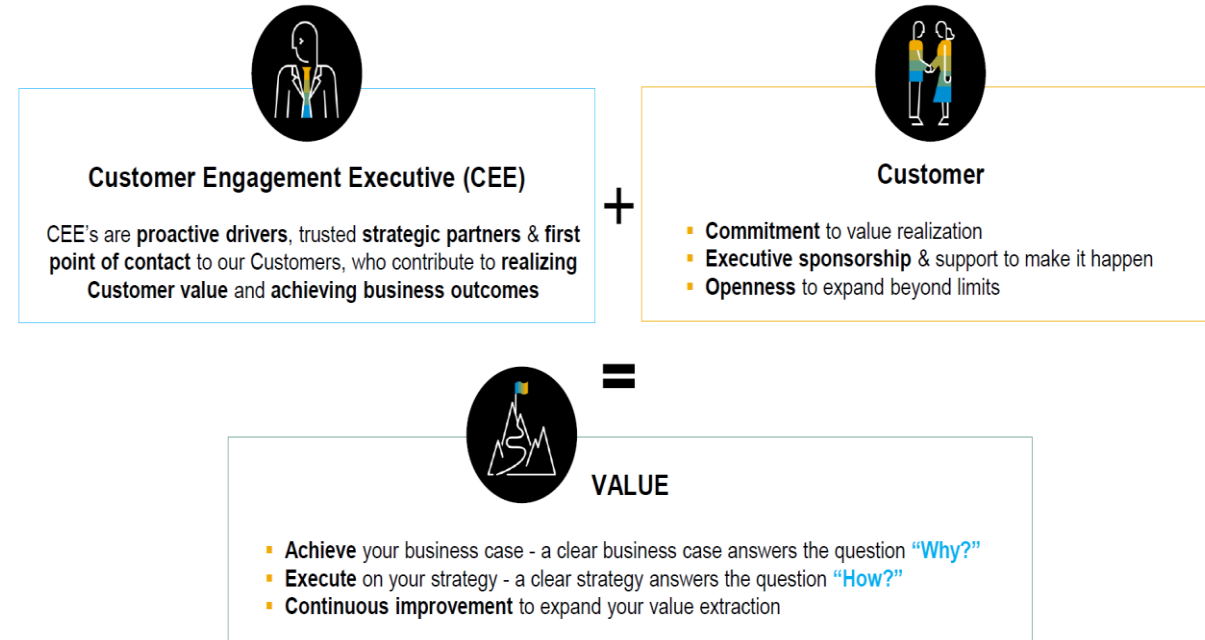 Customer Engagement Executive (CEE)
CEE's are proactive drivers, trusted strategic partners & first
point of contact to our Customers, who contribute to realizing
Customer value and achieving business outcomes
+
Customer
▪ Commitment to value realization
▪ Executive sponsorship & support to make it happen
▪ Openness to expand beyond limits
=
VALUE
▪ Achieve your business case - a clear business case answers the question “Why?”
▪ Execute on your strategy - a clear strategy answers the question “How?”
▪ Continuous improvement to expand your value extraction